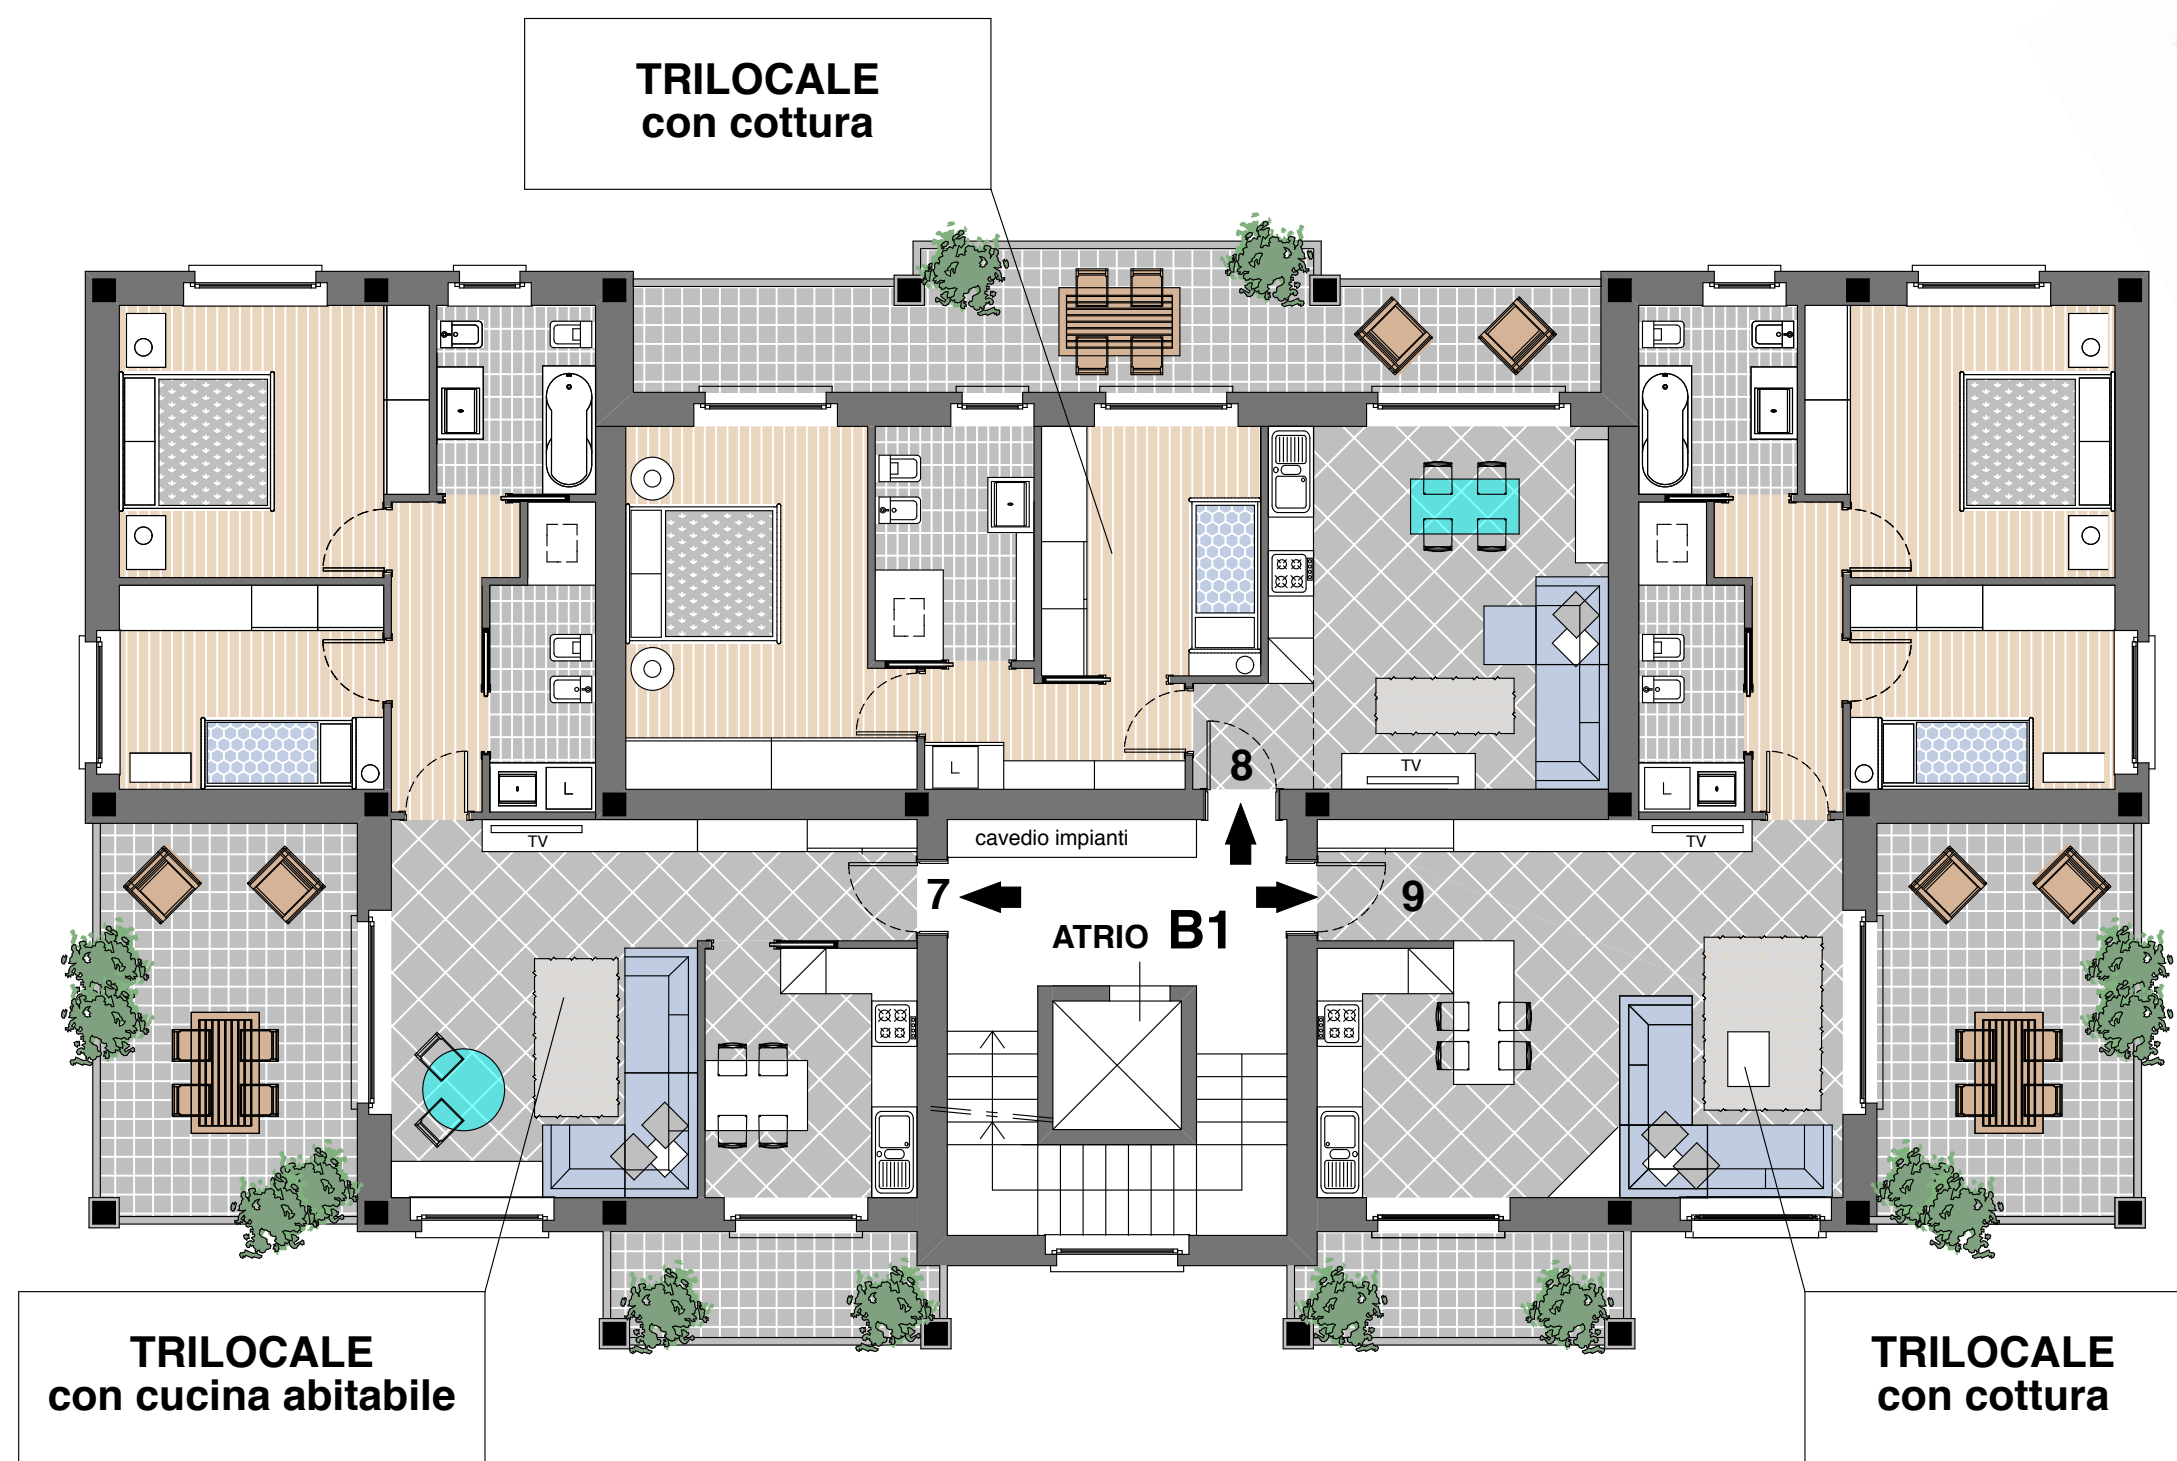 TRILOCALE
con cottura
L
L
8
TV
L
TV
cavedio impianti
TV
7
9
ATRIO B1
TRILOCALE
con cucina abitabile
TRILOCALE
con cottura